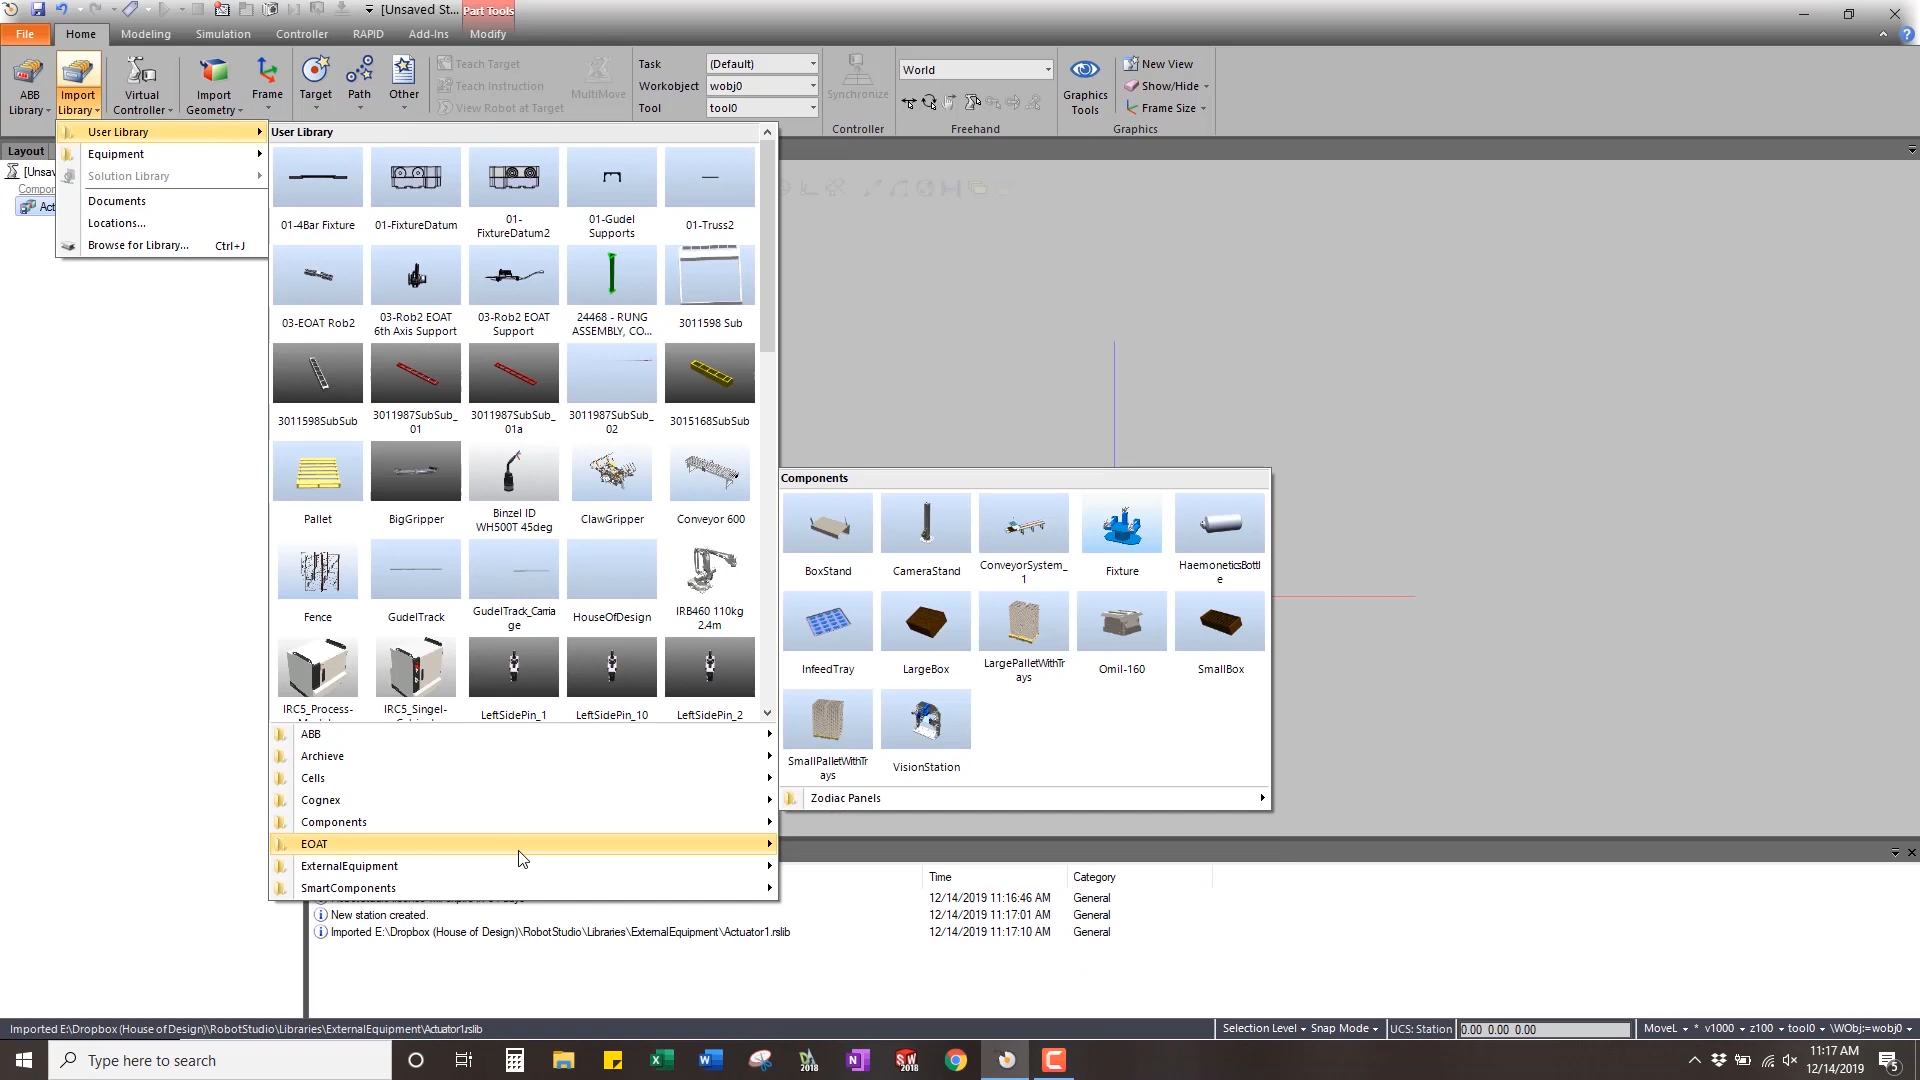 [Unsaved St...
Part Tools
File
Home
Modeling
Simulation
Controller
RAPID
Add-Ins
Modify
ABB Library
Import Library
Virtual Controller
Import Geometry
Frame
Target
Path
Other
Teach Target
Teach Instruction
View Robot at Target
MultiMove
Task (Default)
Workobject wobj0
Tool tool0
Synchronize
Controller
World
Freehand
Graphics Tools
New View
Show/Hide
Frame Size
Graphics
Layout
[Unsav
Compor
Act
User Library
Equipment
Solution Library
Documents
Locations...
Browse for Library... Ctrl+J
User Library
01-4Bar Fixture
01-FixtureDatum
01-FixtureDatum2
01-Gudel Supports
01-Truss2
03-EOAT Rob2
03-Rob2 EOAT 6th Axis Support
03-Rob2 EOAT Support
24468 - RUNG ASSEMBLY, CO...
3011598 Sub
3011598SubSub
3011987SubSub_01
3011987SubSub_01a
3011987SubSub_02
3015168SubSub
Pallet
BigGripper
Binzel ID WH500T 45deg
ClawGripper
Conveyor 600
Fence
GudelTrack
GudelTrack_Carriage
HouseOfDesign
IRB460 110kg 2.4m
IRC5_Process-
IRC5_Singel-
LeftSidePin_1
LeftSidePin_10
LeftSidePin_2
ABB
Archieve
Cells
Cognex
Components
EOAT
ExternalEquipment
SmartComponents
Components
BoxStand
CameraStand
ConveyorSystem_1
Fixture
HaemoneticsBottle
InfeedTray
LargeBox
LargePalletWithTrays
Omil-160
SmallBox
SmallPalletWithTrays
VisionStation
Zodiac Panels
Time
Category
12/14/2019 11:16:46 AM General
New station created. 12/14/2019 11:17:01 AM General
Imported E:\Dropbox (House of Design)\RobotStudio\Libraries\ExternalEquipment\Actuator1.rslib 12/14/2019 11:17:10 AM General
Imported E:\Dropbox (House of Design)\RobotStudio\Libraries\ExternalEquipment\Actuator1.rslib
Selection Level
Snap Mode
UCS: Station
0.00 0.00 0.00
MoveL * v1000 z100 tool0 \WObj:=wobj0
Type here to search
2018
2018
11:17 AM
12/14/2019
5